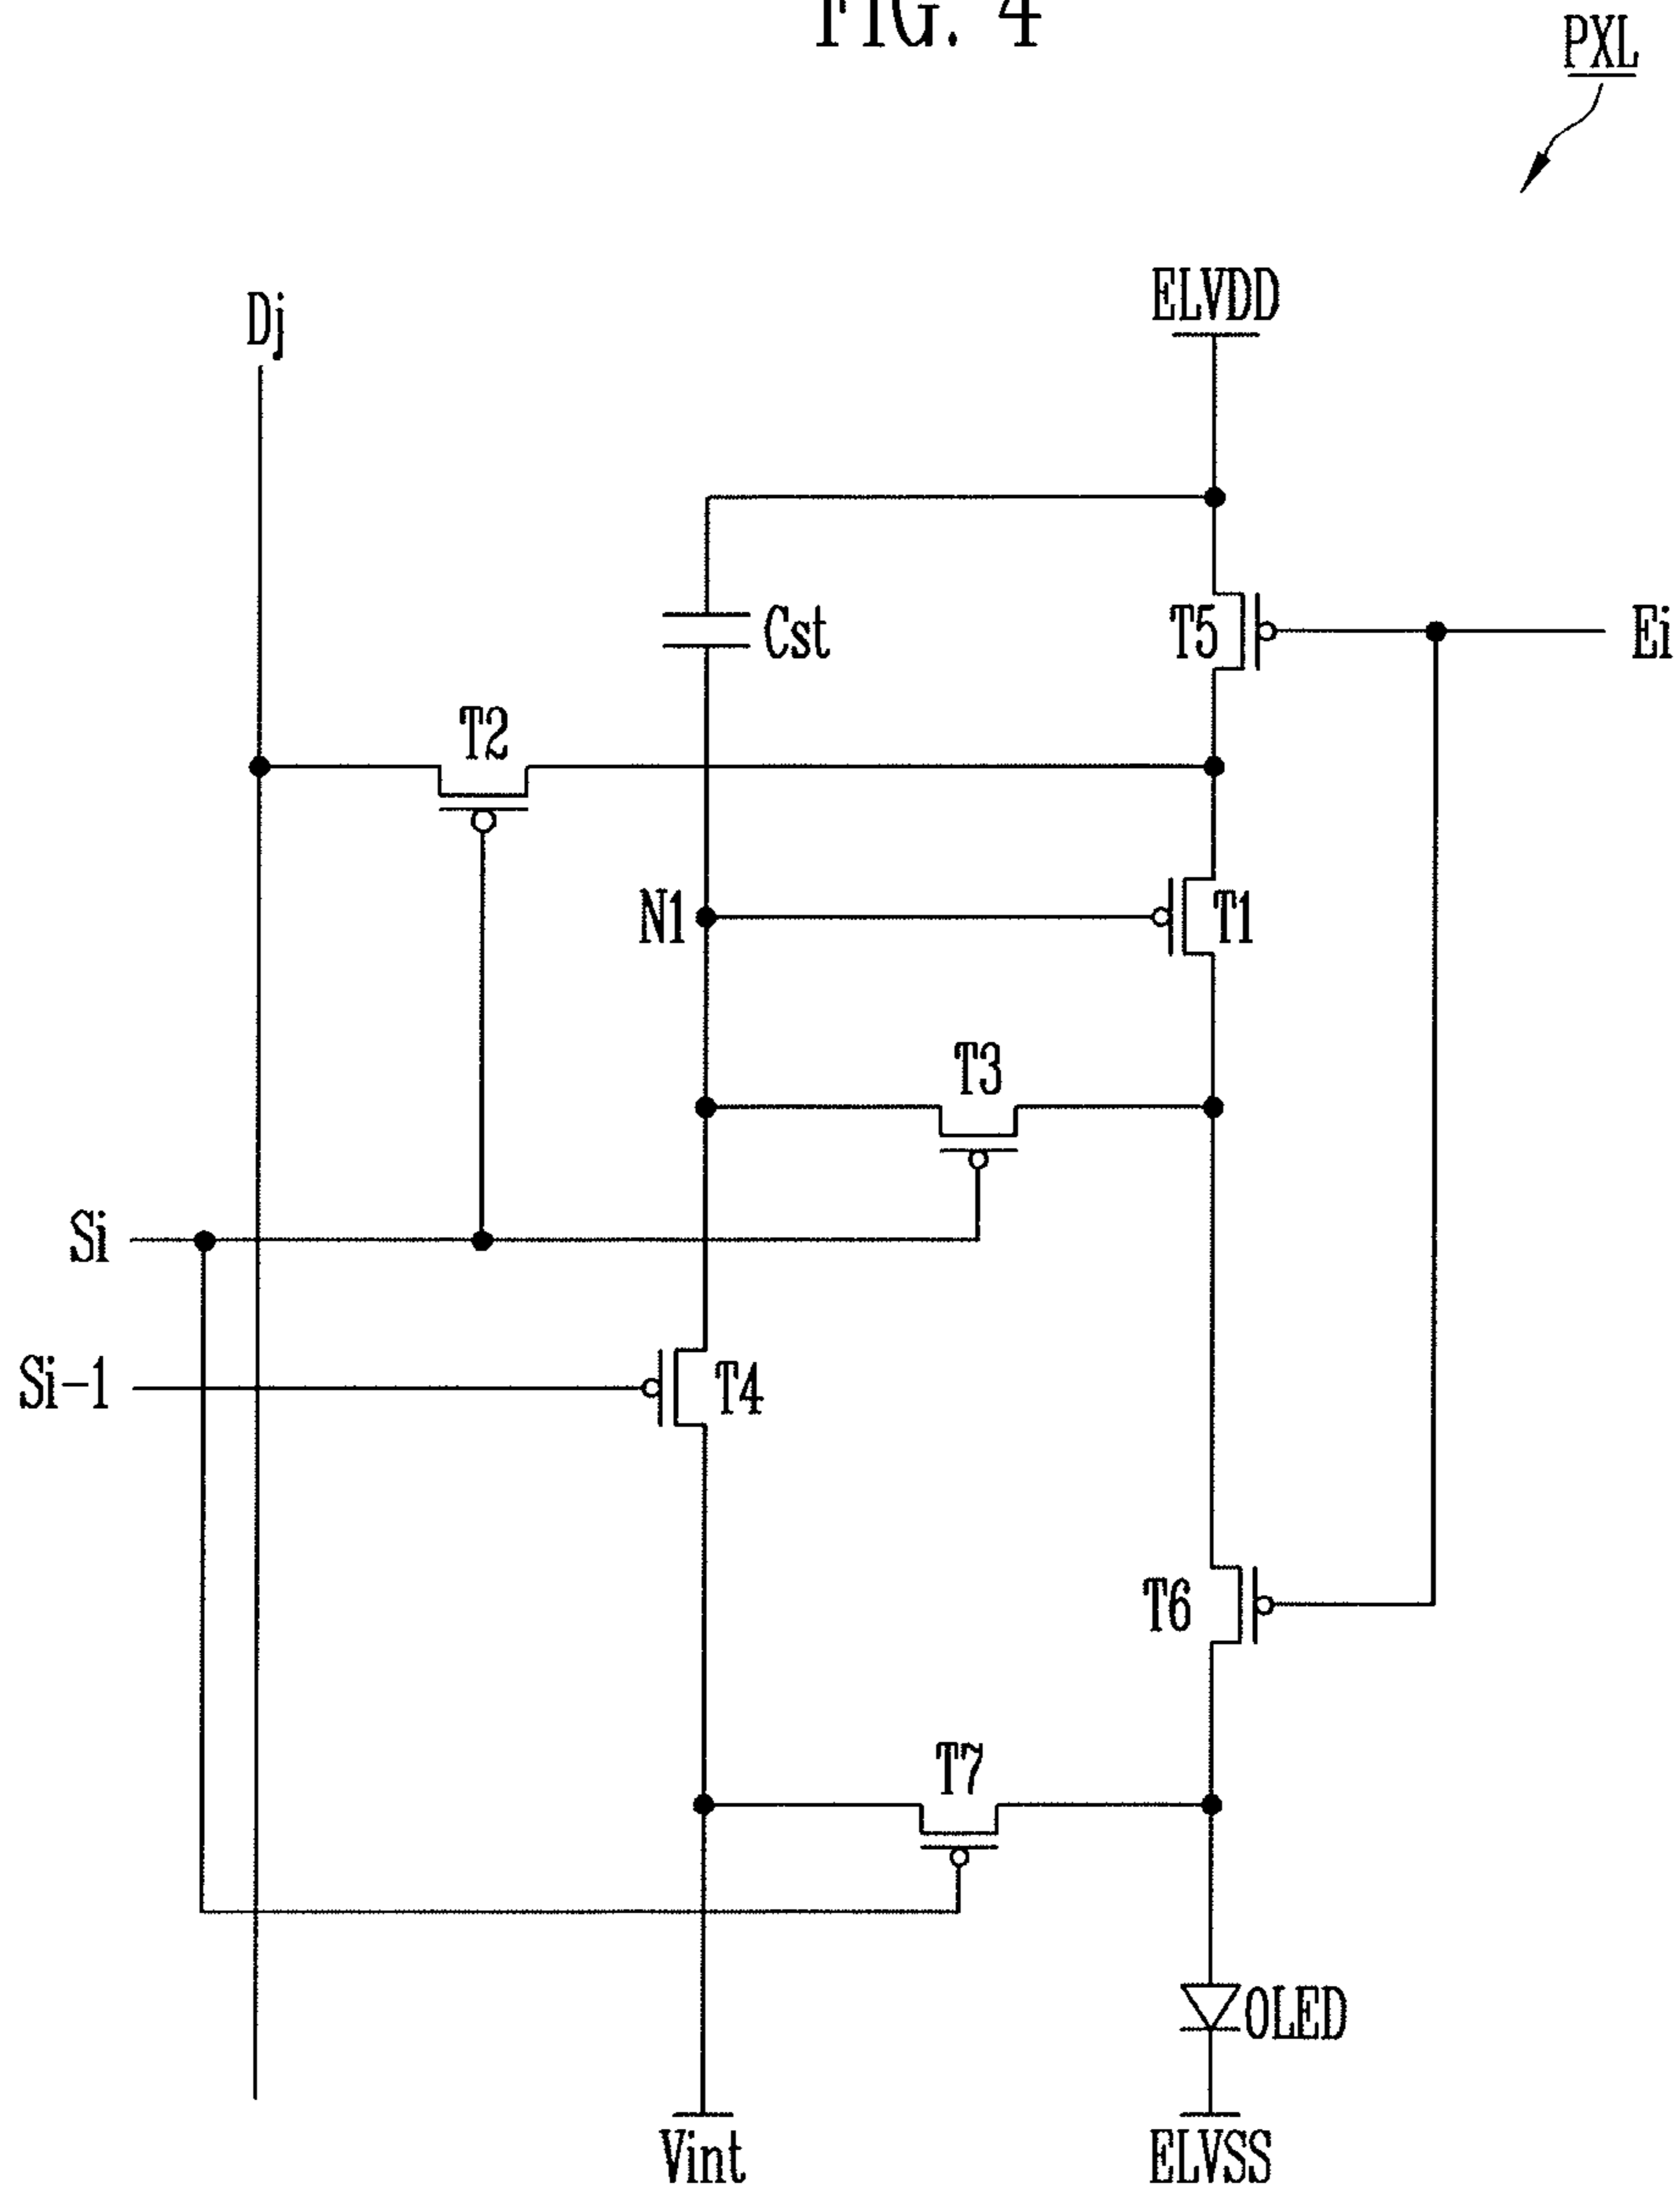 FIG. 4
PXL
ELVDD
Dj
Cst
T5
Ei
T2
N1
T1
T3
Si
Si-1
T4
T6
T7
OLED
Vint
ELVSS